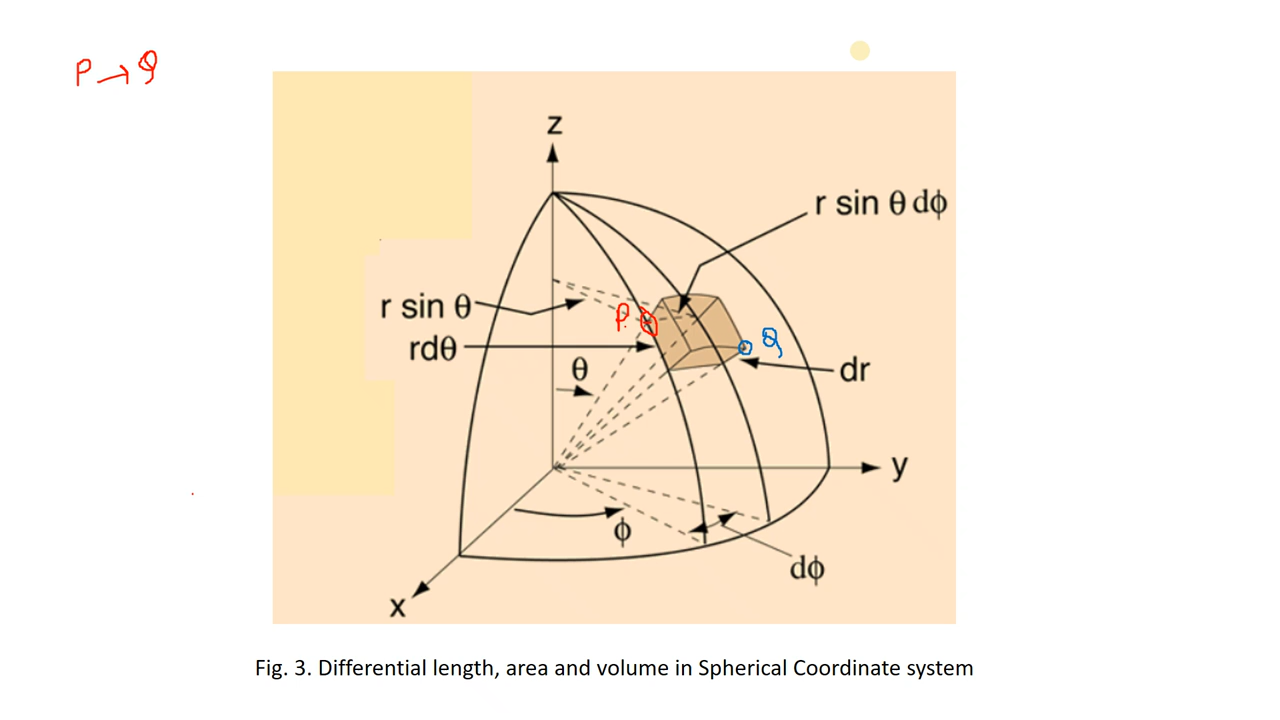 P → Q
z
r sin θ dϕ
r sin θ
P
rdθ
Q
θ
dr
y
ϕ
dϕ
x
Fig. 3. Differential length, area and volume in Spherical Coordinate system